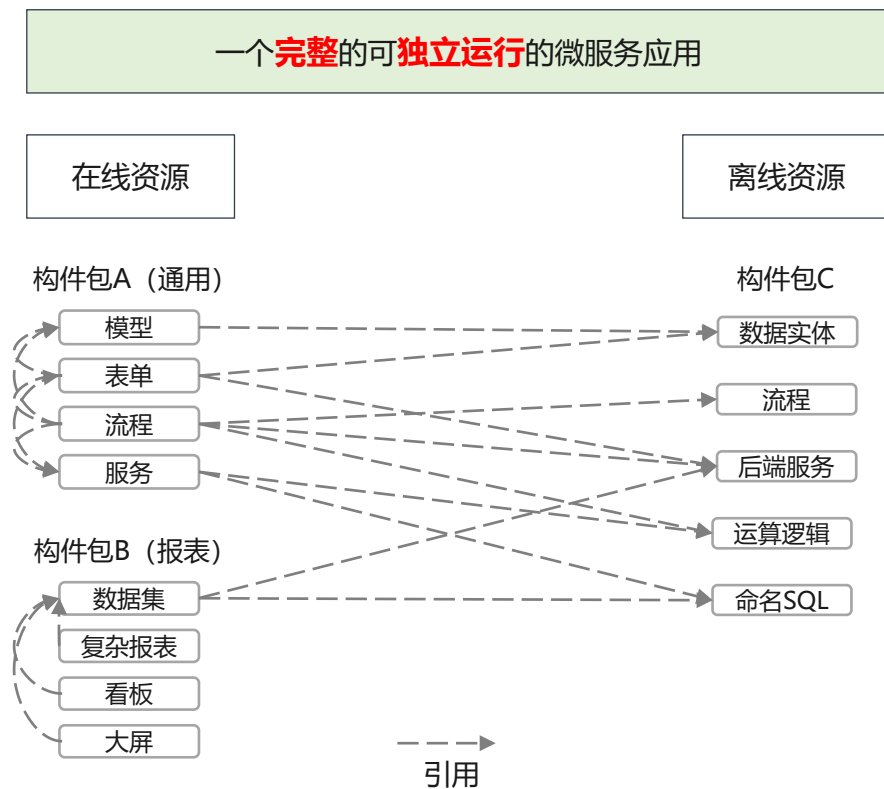 一个完整的可独立运行的微服务应用
在线资源
离线资源
构件包A（通用）
模型
表单
流程
服务
构件包B（报表）
数据集
复杂报表
看板
大屏
构件包C
数据实体
流程
后端服务
运算逻辑
命名SQL
引用